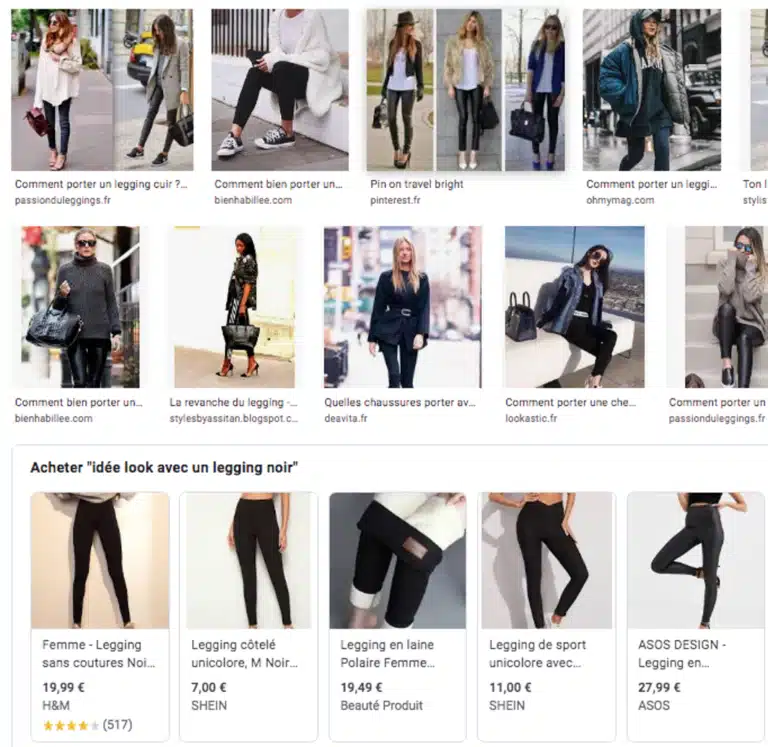 Comment porter un legging cuir ?...
passionduleggings.fr
Comment bien porter un...
bienhabillee.com
Pin on travel bright
pinterest.fr
Comment porter un leggi...
ohmymag.com
Ton l
stylis
Comment bien porter un...
bienhabillee.com
La revanche du legging -...
stylesbyassitan.blogspot.c...
Quelles chaussures porter av...
deavita.fr
Comment porter une che...
lookastic.fr
Comment porter un
passionduleggings.fr
Acheter "idée look avec un legging noir"
Femme - Legging
sans coutures Noi...
19,99 €
H&M
(517)
Legging côtelé
unicolore, M Noir...
7,00 €
SHEIN
Legging en laine
Polaire Femme...
19,49 €
Beauté Produit
Legging de sport
unicolore avec...
11,00 €
SHEIN
ASOS DESIGN -
Legging en...
27,99 €
ASOS